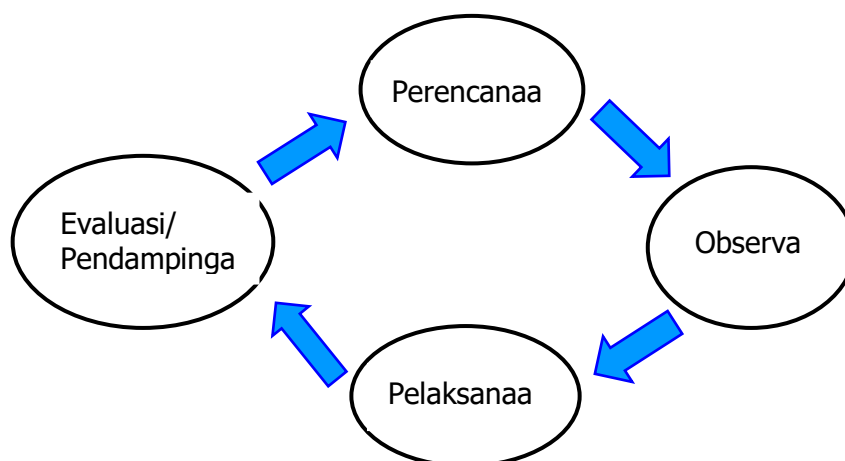 Perencanaa
Observa
Pelaksanaa
Evaluasi/
Pendampinga